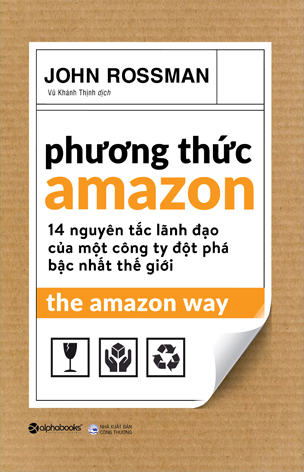 JOHN ROSSMAN
Vũ Khánh Thịnh dịch
phương thức
amazon
14 nguyên tắc lãnh đạo
của một công ty đột phá
bậc nhất thế giới
the amazon way
alphabooks
NHÀ XUẤT BẢN
CÔNG THƯƠNG